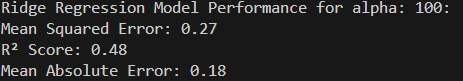 Ridge Regression Model Performance for alpha: 100:
Mean Squared Error: 0.27
R² Score: 0.48
Mean Absolute Error: 0.18